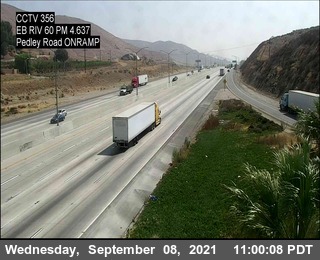 CCTV 356
EB RIV 60 PM 4.637
Pedley Road ONRAMP
Wednesday, September 08, 2021 11:00:08 PDT